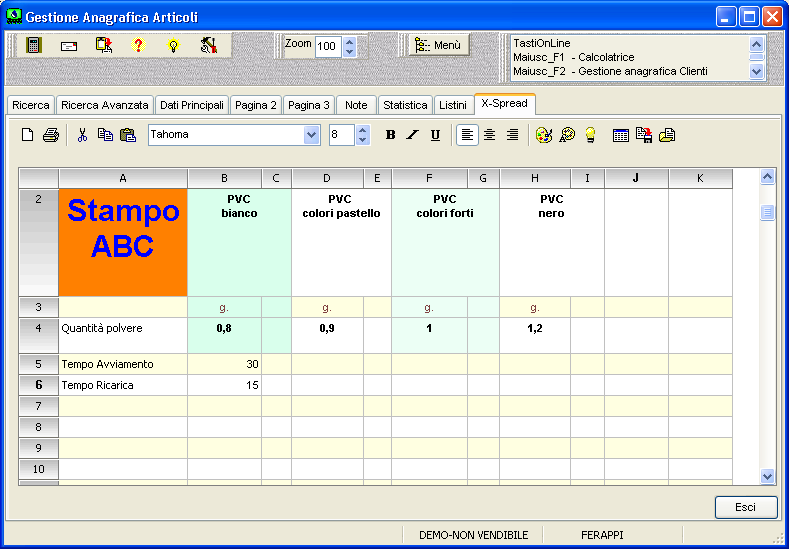 Gestione Anagrafica Articoli
Zoom 100
Menù
TastiOnLine
Maiusc_F1 - Calcolatrice
Maiusc_F2 - Gestione anagrafica Clienti
Ricerca Ricerca Avanzata Dati Principali Pagina 2 Pagina 3 Note Statistica Listini X-Spread
Tahoma 8 B I U
A B C D E F G H I J K
2 Stampo PVC PVC PVC PVC
ABC bianco colori pastello colori forti nero
3 g. g. g. g.
4 Quantità polvere 0,8 0,9 1 1,2
5 Tempo Avviamento 30
6 Tempo Ricarica 15
7
8
9
10
Esci
DEMO-NON VENDIBILE FERAPPI